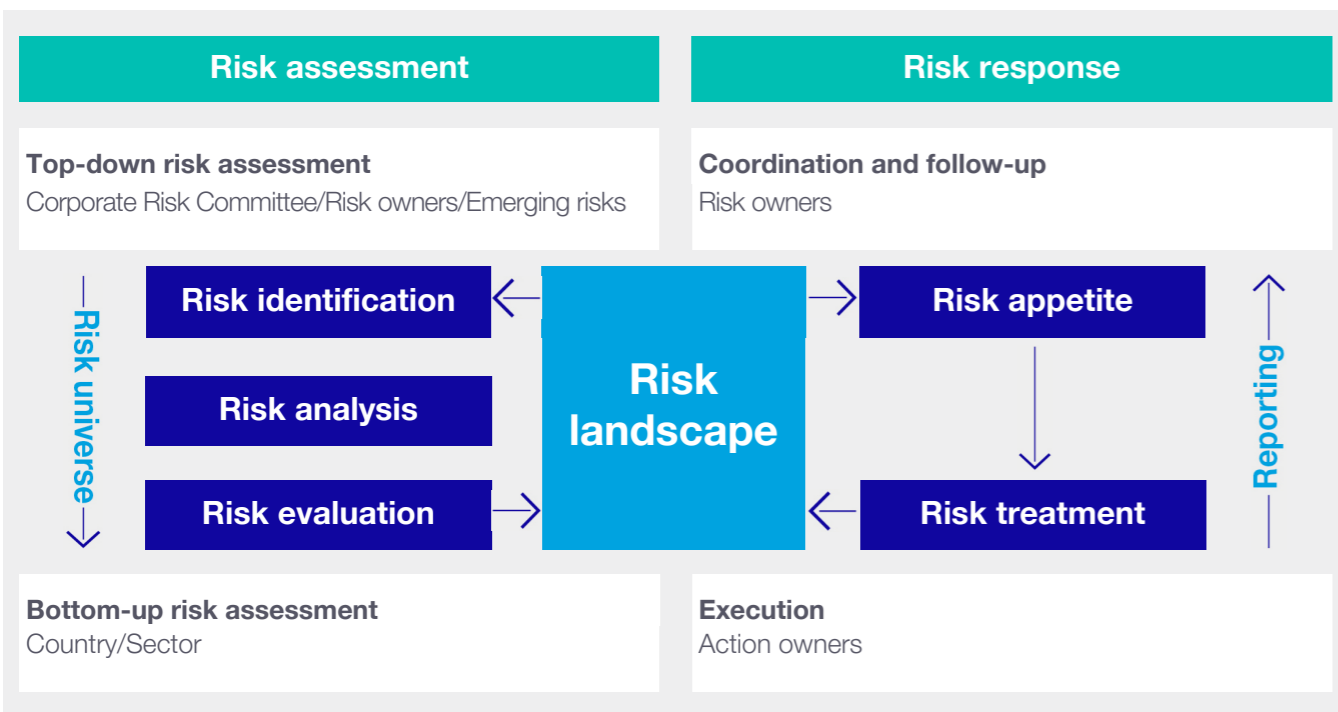 Risk assessment
Risk response
Top-down risk assessment
Corporate Risk Committee/Risk owners/Emerging risks
Coordination and follow-up
Risk owners
Risk universe
Risk identification
Risk analysis
Risk evaluation
Risk
landscape
Risk appetite
Risk treatment
Reporting
Bottom-up risk assessment
Country/Sector
Execution
Action owners